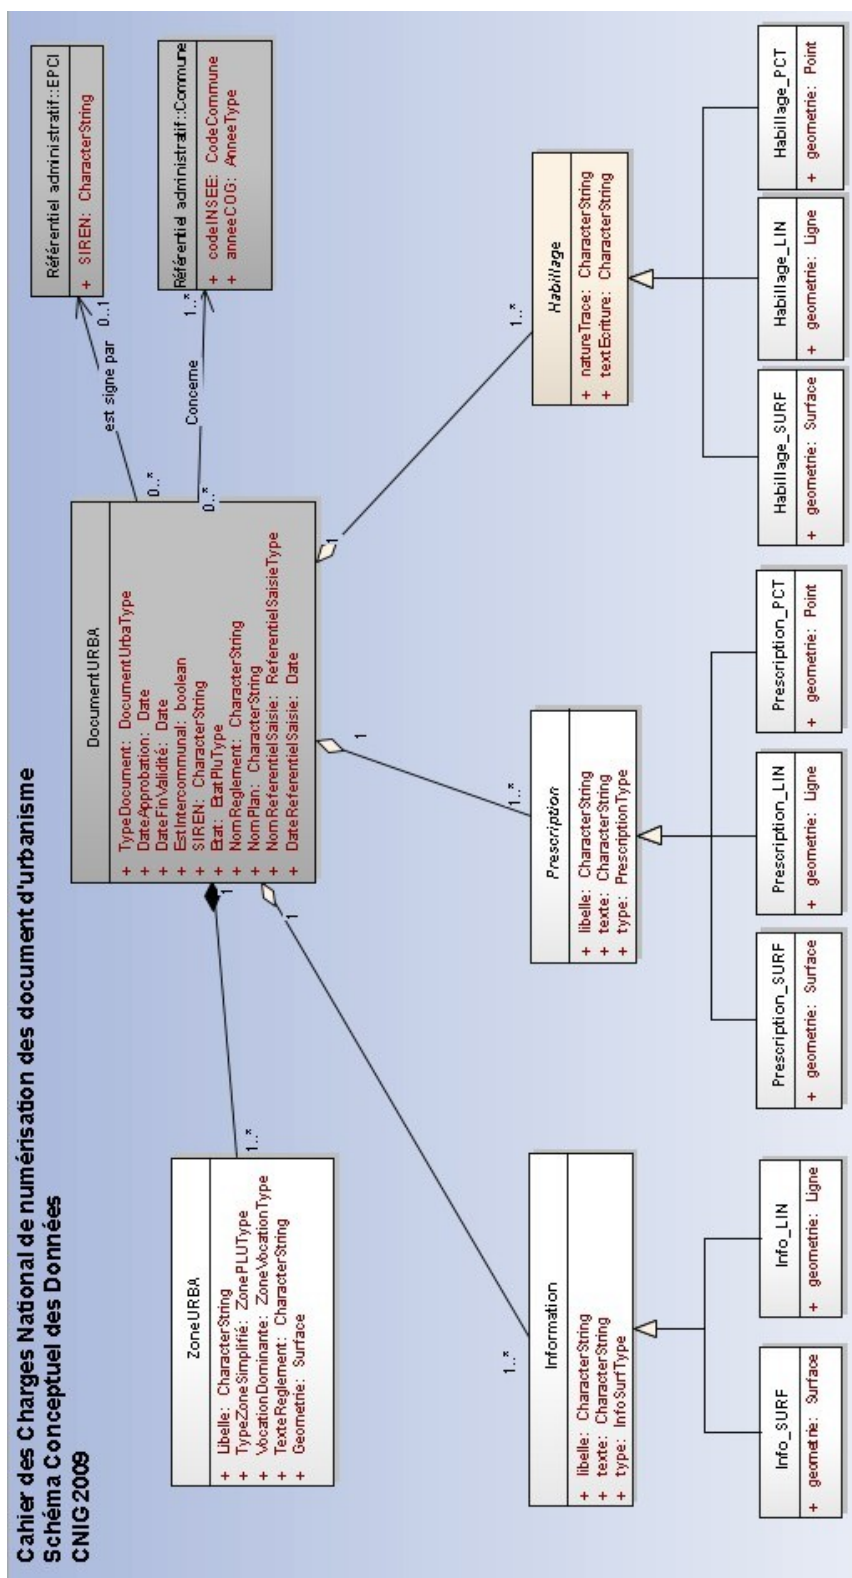 Cahier des Charges National de numérisation des document d'urbanisme
Schéma Conceptuel des Données
CNIG 2009
Référentiel administratif::EPCI
+ SIREN: CharacterString
Référentiel administratif::Commune
+ codeINSEE: CodeCommune
+ anneeCOG: AnneeType
est signe par
0..1
0..*
Concerne
1..*
0..*
DocumentURBA
+ TypeDocument: DocumentUrbaType
+ DateApprobation: Date
+ DateFinValidité: Date
+ EstIntercommunal: boolean
+ SIREN: CharacterString
+ Etat: EtatPluType
+ NomReglement: CharacterString
+ NomPlan: CharacterString
+ NomReferentielSaisie: ReferentielSaisieType
+ DateReferentielSaisie: Date
1
1
1
1
1..*
1..*
1..*
1..*
ZoneURBA
+ Libelle: CharacterString
+ TypeZoneSimplifié: ZonePLUType
+ VocationDominante: ZoneVocationType
+ TexteReglement: CharacterString
+ Geometrie: Surface
Information
+ libelle: CharacterString
+ texte: CharacterString
+ type: InfoSurfType
Prescription
+ libelle: CharacterString
+ texte: CharacterString
+ type: PrescriptionType
Habillage
+ natureTrace: CharacterString
+ textEcriture: CharacterString
Info_SURF
+ geometrie: Surface
Info_LIN
+ geometrie: Ligne
Prescription_SURF
+ geometrie: Surface
Prescription_LIN
+ geometrie: Ligne
Prescription_PCT
+ geometrie: Point
Habillage_SURF
+ geometrie: Surface
Habillage_LIN
+ geometrie: Ligne
Habillage_PCT
+ geometrie: Point